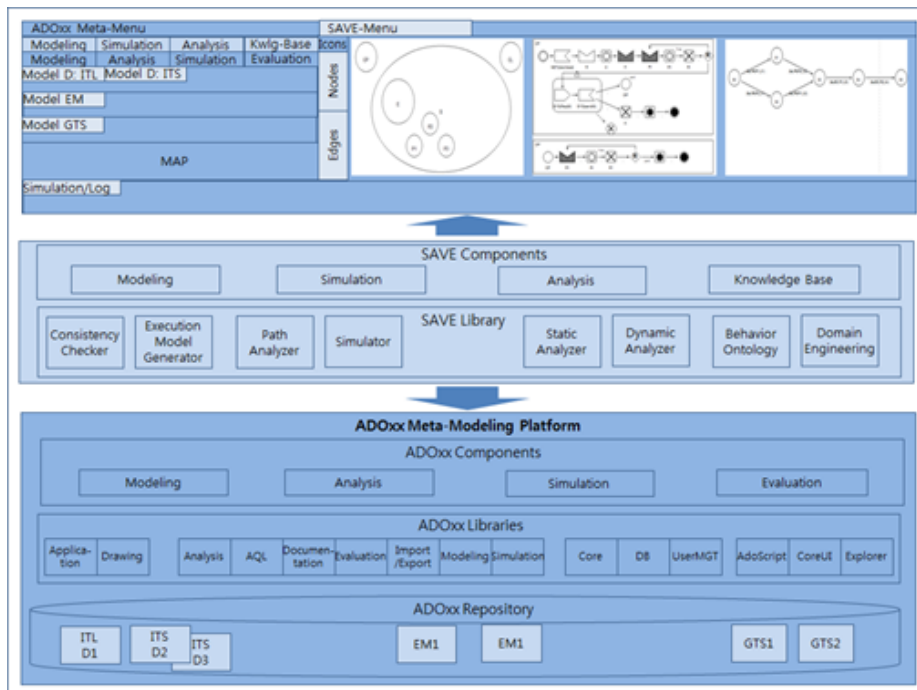 ADOxx Meta-Menu
SAVE-Menu
Modeling Simulation Analysis Kwlg-Base Icons
Modeling Analysis Simulation Evaluation
Model D: ITL Model D: ITS
Model EM
Model GTS
MAP
Nodes
Edges
Simulation/Log
SAVE Components
Modeling Simulation Analysis Knowledge Base
SAVE Library
Consistency
Checker
Execution
Model
Generator
Path
Analyzer
Simulator
Static
Analyzer
Dynamic
Analyzer
Behavior
Ontology
Domain
Engineering
ADOxx Meta-Modeling Platform
ADOxx Components
Modeling Analysis Simulation Evaluation
ADOxx Libraries
Applica-
tion
Drawing
Analysis
AQL
Documen-
tation
Evaluation
Import
/Export
Modeling
Simulation
Core
DB
UserMGT
AdoScript
CoreUI
Explorer
ADOxx Repository
ITL
D1
ITS
D2
ITS
D3
EM1
EM1
GTS1
GTS2